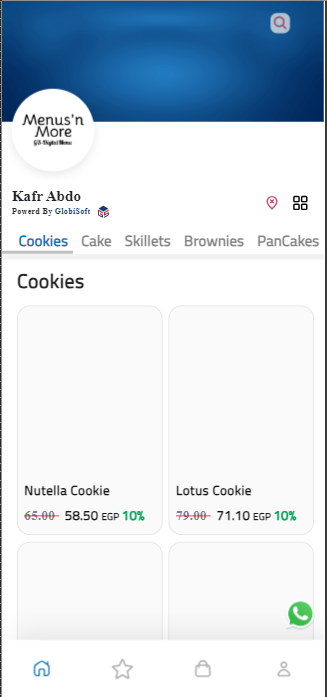 Menus'n
More
GS Digital Menu
Kafr Abdo
Powerd By GlobiSoft
Cookies Cake Skillets Brownies PanCakes
Cookies
Nutella Cookie
65.00 58.50 EGP 10%
Lotus Cookie
79.00 71.10 EGP 10%